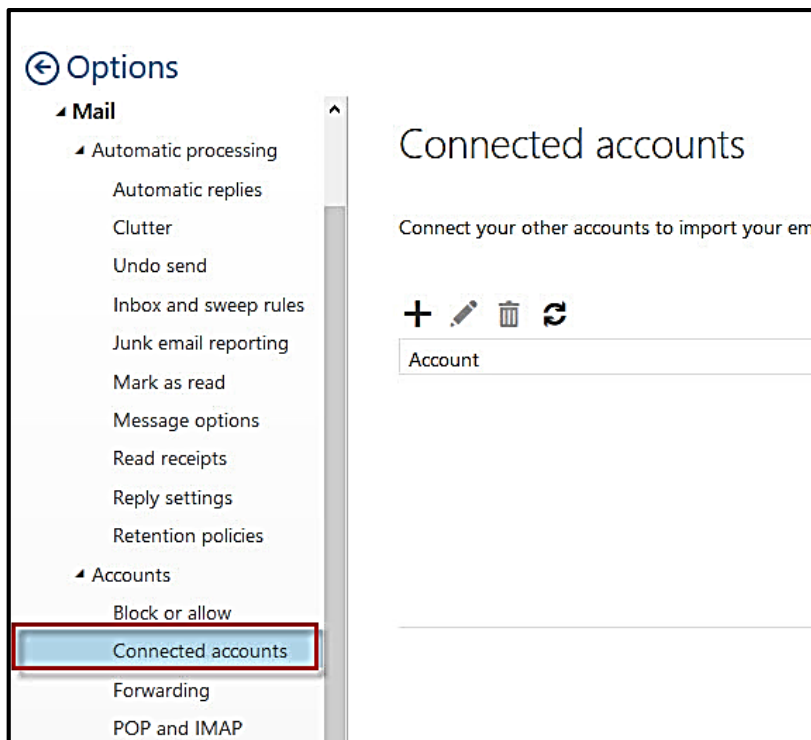 Options
Mail
Automatic processing
Automatic replies
Clutter
Undo send
Inbox and sweep rules
Junk email reporting
Mark as read
Message options
Read receipts
Reply settings
Retention policies
Accounts
Block or allow
Connected accounts
Forwarding
POP and IMAP
Connected accounts
Connect your other accounts to import your em
Account